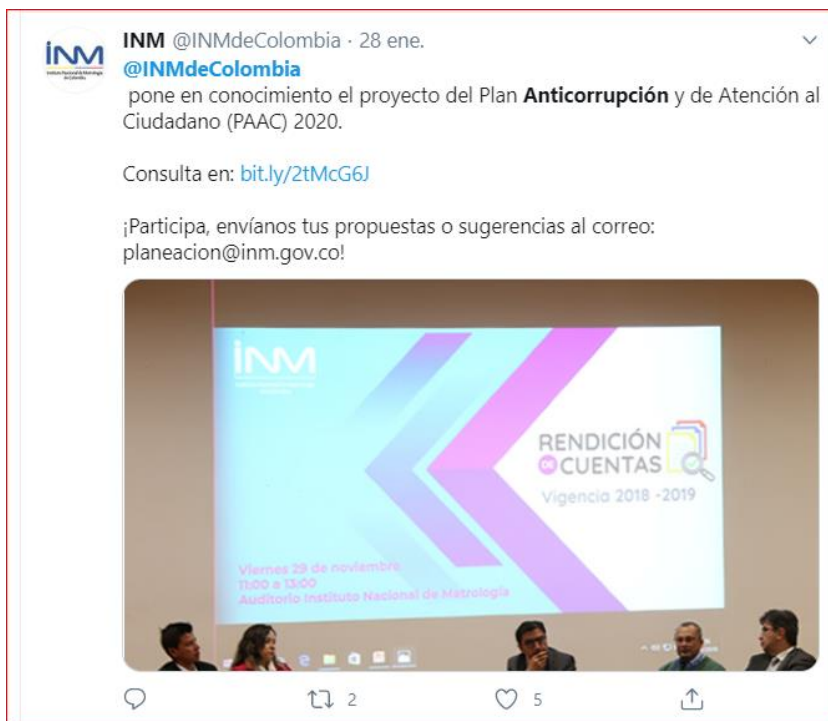 INM @INMdeColombia · 28 ene.
@INMdeColombia
pone en conocimiento el proyecto del Plan Anticorrupción y de Atención al
Ciudadano (PAAC) 2020.
Consulta en: bit.ly/2tMcG6J
¡Participa, envíanos tus propuestas o sugerencias al correo:
planeacion@inm.gov.co!
INM
RENDICIÓN
DE CUENTAS
Vigencia 2018 -2019
Viernes 29 de noviembre
11:00 a 13:00
Auditorio Instituto Nacional de Metrología
2
5